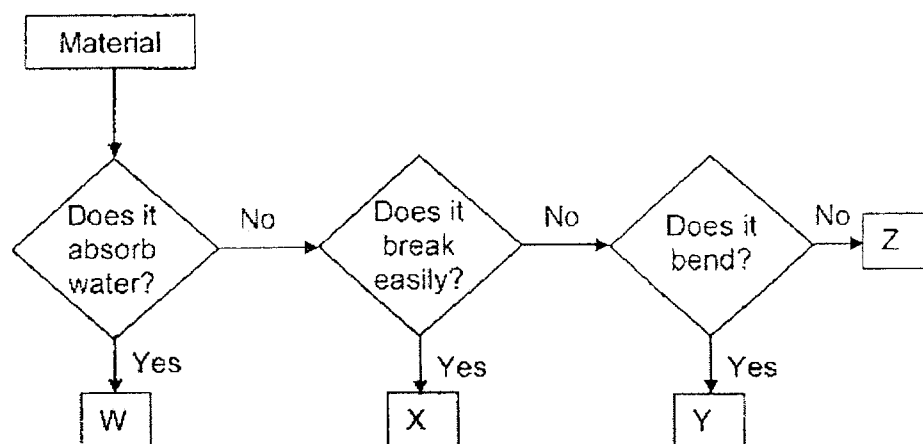 Material
Does it
absorb
water?
No
Does it
break
easily?
No
Does it
bend?
No
Z
Yes
W
Yes
X
Yes
Y